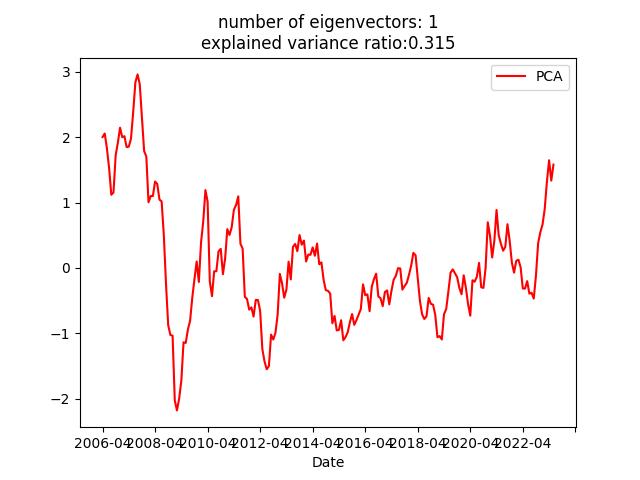 number of eigenvectors: 1
explained variance ratio:0.315
PCA
3
2
1
0
−1
−2
2006-04 2008-04 2010-04 2012-04 2014-04 2016-04 2018-04 2020-04 2022-04
Date